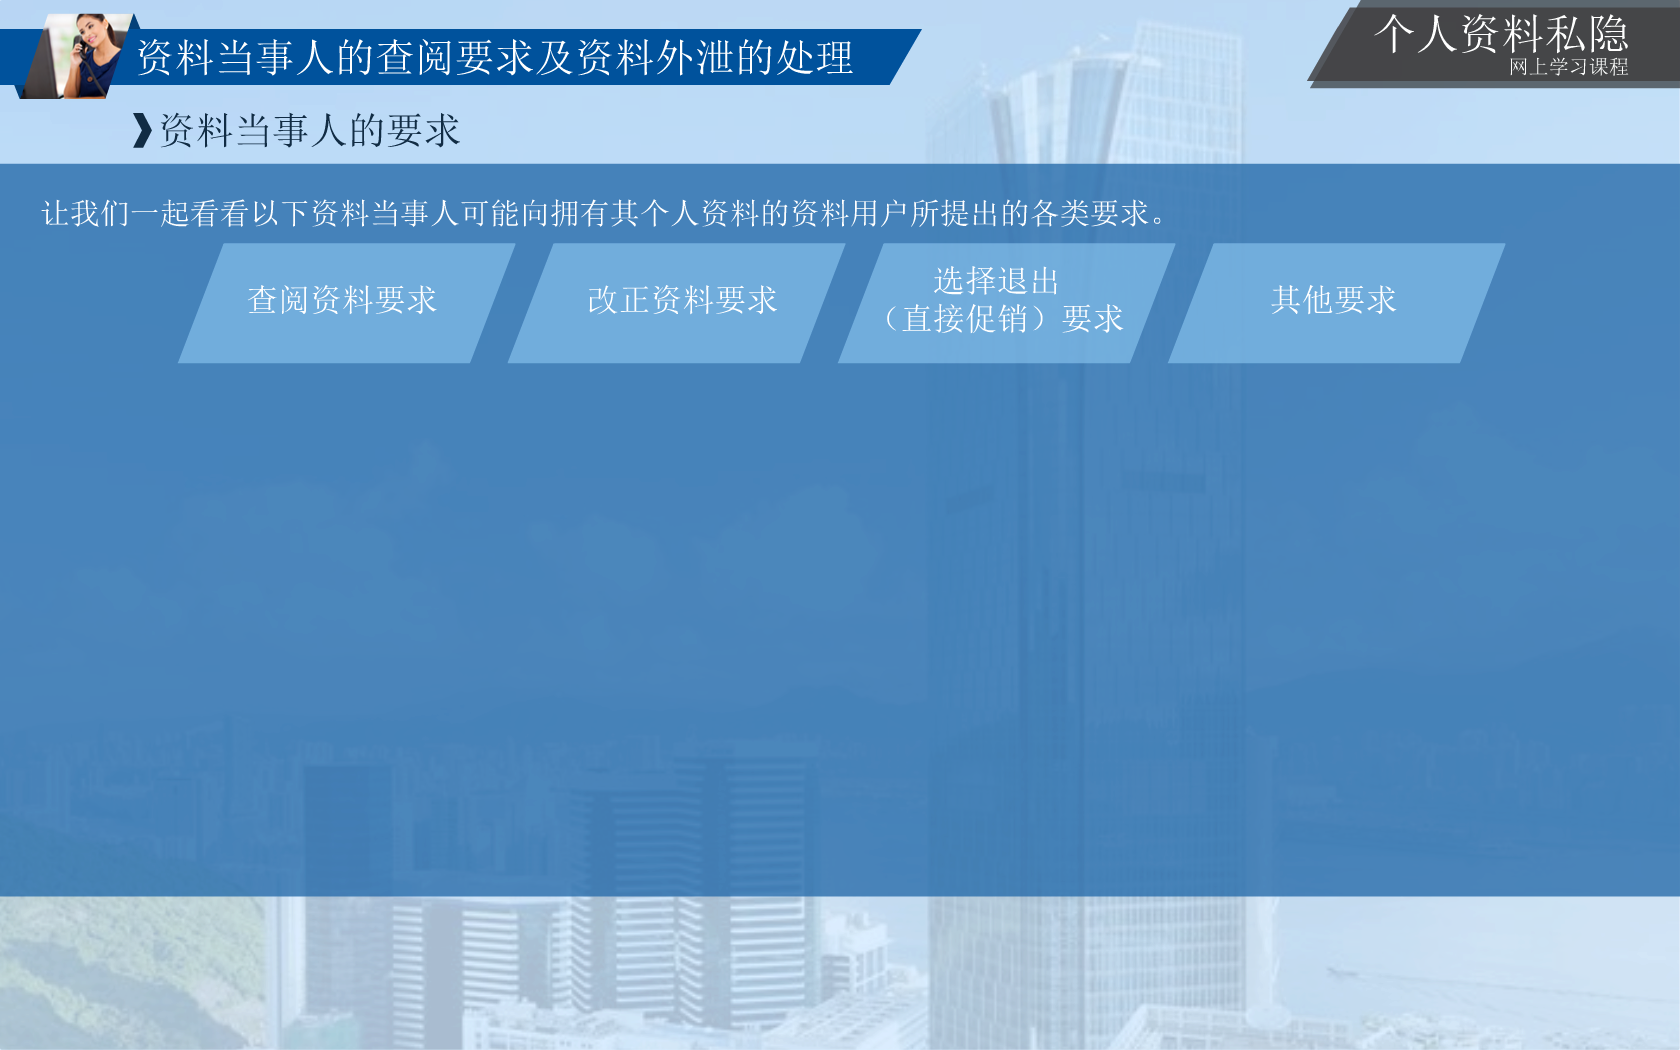 资料当事人的查阅要求及资料外泄的处理
个人资料私隐
网上学习课程
资料当事人的要求
让我们一起看看以下资料当事人可能向拥有其个人资料的资料用户所提出的各类要求。
查阅资料要求
改正资料要求
选择退出
（直接促销）要求
其他要求